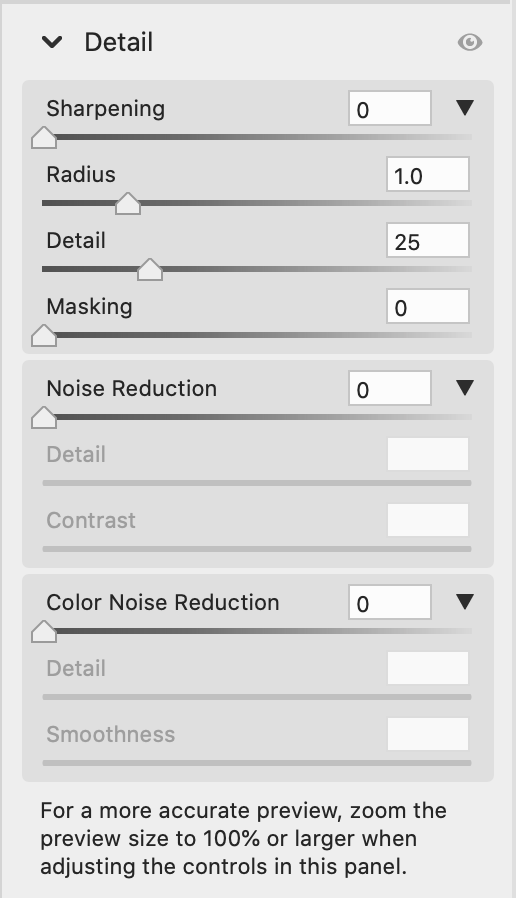 Detail
Sharpening 0
Radius 1.0
Detail 25
Masking 0
Noise Reduction 0
Detail
Contrast
Color Noise Reduction 0
Detail
Smoothness
For a more accurate preview, zoom the
preview size to 100% or larger when
adjusting the controls in this panel.